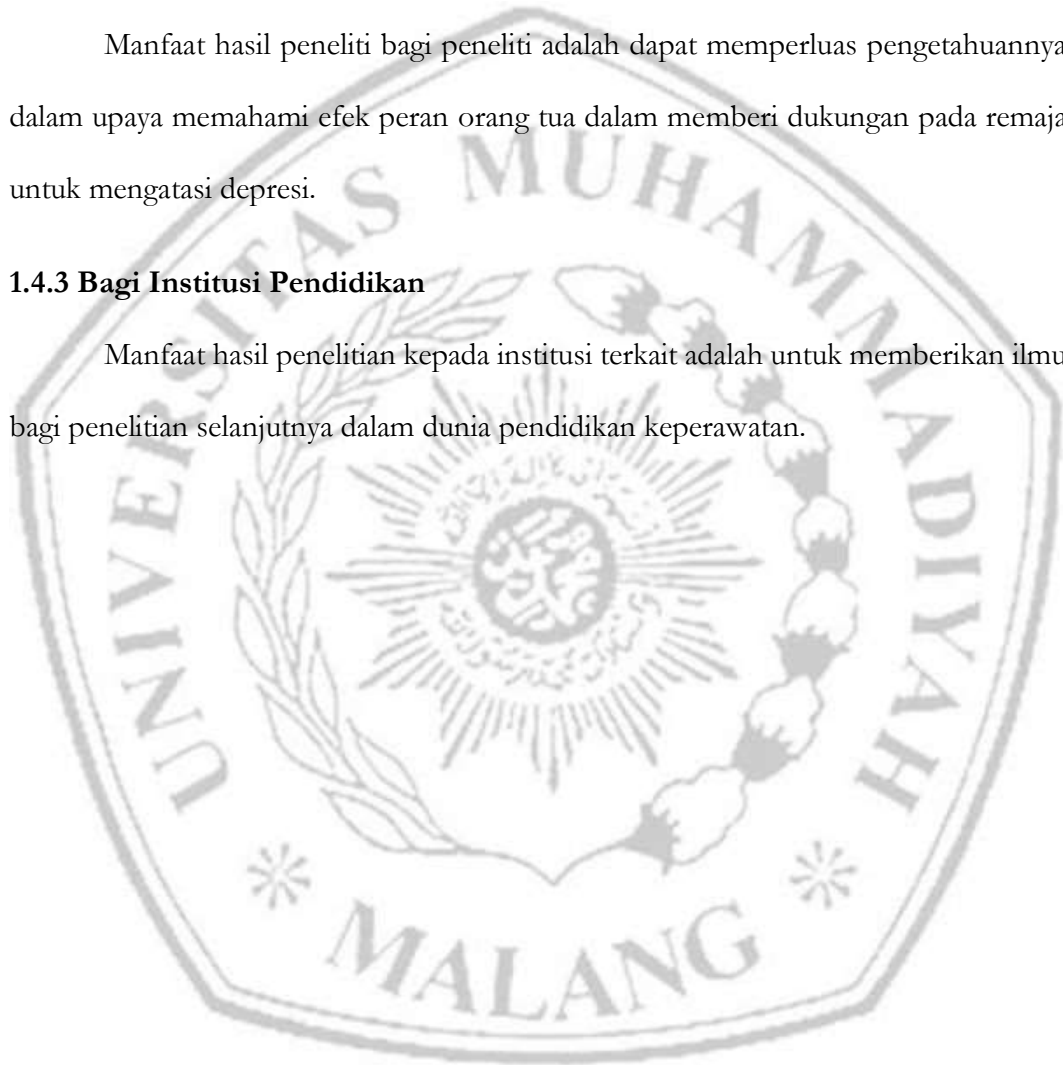 Manfaat hasil peneliti bagi peneliti adalah dapat memperluas pengetahuannya
dalam upaya memahami efek peran orang tua dalam memberi dukungan pada remaja
untuk mengatasi depresi.
1.4.3 Bagi Institusi Pendidikan
Manfaat hasil penelitian kepada institusi terkait adalah untuk memberikan ilmu
bagi penelitian selanjutnya dalam dunia pendidikan keperawatan.
UNIVERSITAS MUHAMMADIYAH
MALANG